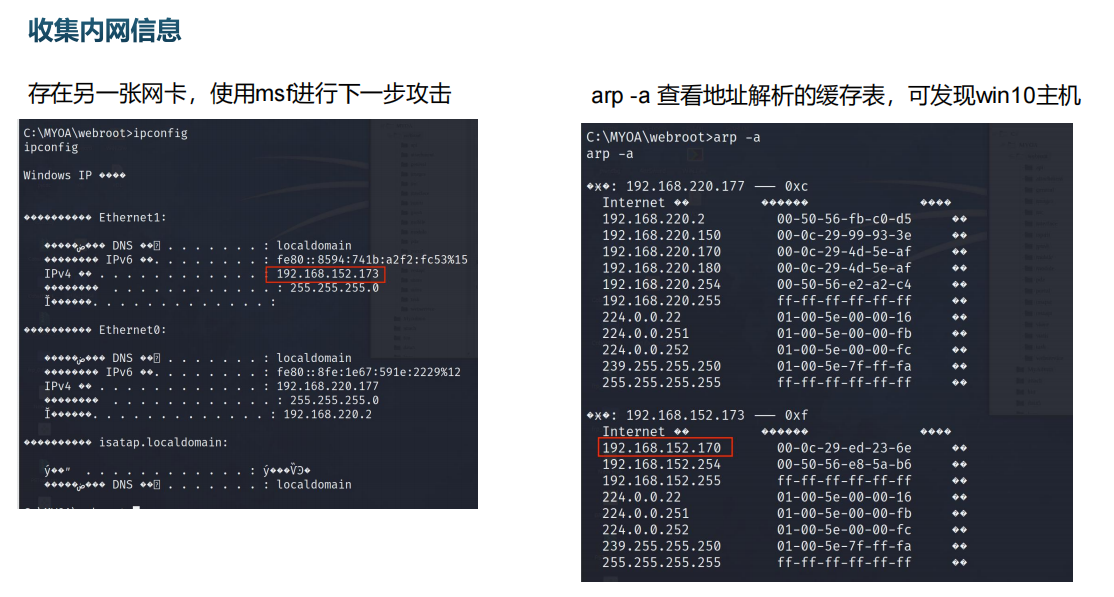 收集内网信息
存在另一张网卡，使用msf进行下一步攻击
C:\MYOA\webroot>ipconfig
ipconfig
Windows IP ����
���������� Ethernet1:
DNS ��� . . . . . . . : localdomain
�������� IPv6 ��. . . . . . . . : fe80::8594:741b:a2f2:fc53%15
IPv4 �� . . . . . . . . . . . . : 192.168.152.173
�������� . . . . . . . . . . . . : 255.255.255.0
Ĭ������. . . . . . . . . . . . . :
���������� Ethernet0:
DNS ��� . . . . . . . : localdomain
�������� IPv6 ��. . . . . . . . : fe80::8fe:1e67:591e:2229%12
IPv4 �� . . . . . . . . . . . . : 192.168.220.177
�������� . . . . . . . . . . . . : 255.255.255.0
Ĭ������. . . . . . . . . . . . . : 192.168.220.2
���������� isatap.localdomain:
DNS ��� . . . . . . . : localdomain
arp -a 查看地址解析的缓存表，可发现win10主机
C:\MYOA\webroot>arp -a
arp -a
�ӿ�: 192.168.220.177 --- 0xc
Internet �� ������ ����
192.168.220.2 00-50-56-fb-c0-d5 ��
192.168.220.150 00-0c-29-99-93-3e ��
192.168.220.170 00-0c-29-4d-5e-af ��
192.168.220.180 00-0c-29-4d-5e-af ��
192.168.220.254 00-50-56-e2-a2-c4 ��
192.168.220.255 ff-ff-ff-ff-ff-ff ��
224.0.0.22 01-00-5e-00-00-16 ��
224.0.0.251 01-00-5e-00-00-fb ��
224.0.0.252 01-00-5e-00-00-fc ��
239.255.255.250 01-00-5e-7f-ff-fa ��
255.255.255.255 ff-ff-ff-ff-ff-ff ��
�ӿ�: 192.168.152.173 --- 0xf
Internet �� ������ ����
192.168.152.170 00-0c-29-ed-23-6e ��
192.168.152.254 00-50-56-e8-5a-b6 ��
192.168.152.255 ff-ff-ff-ff-ff-ff ��
224.0.0.22 01-00-5e-00-00-16 ��
224.0.0.251 01-00-5e-00-00-fb ��
224.0.0.252 01-00-5e-00-00-fc ��
239.255.255.250 01-00-5e-7f-ff-fa ��
255.255.255.255 ff-ff-ff-ff-ff-ff ��